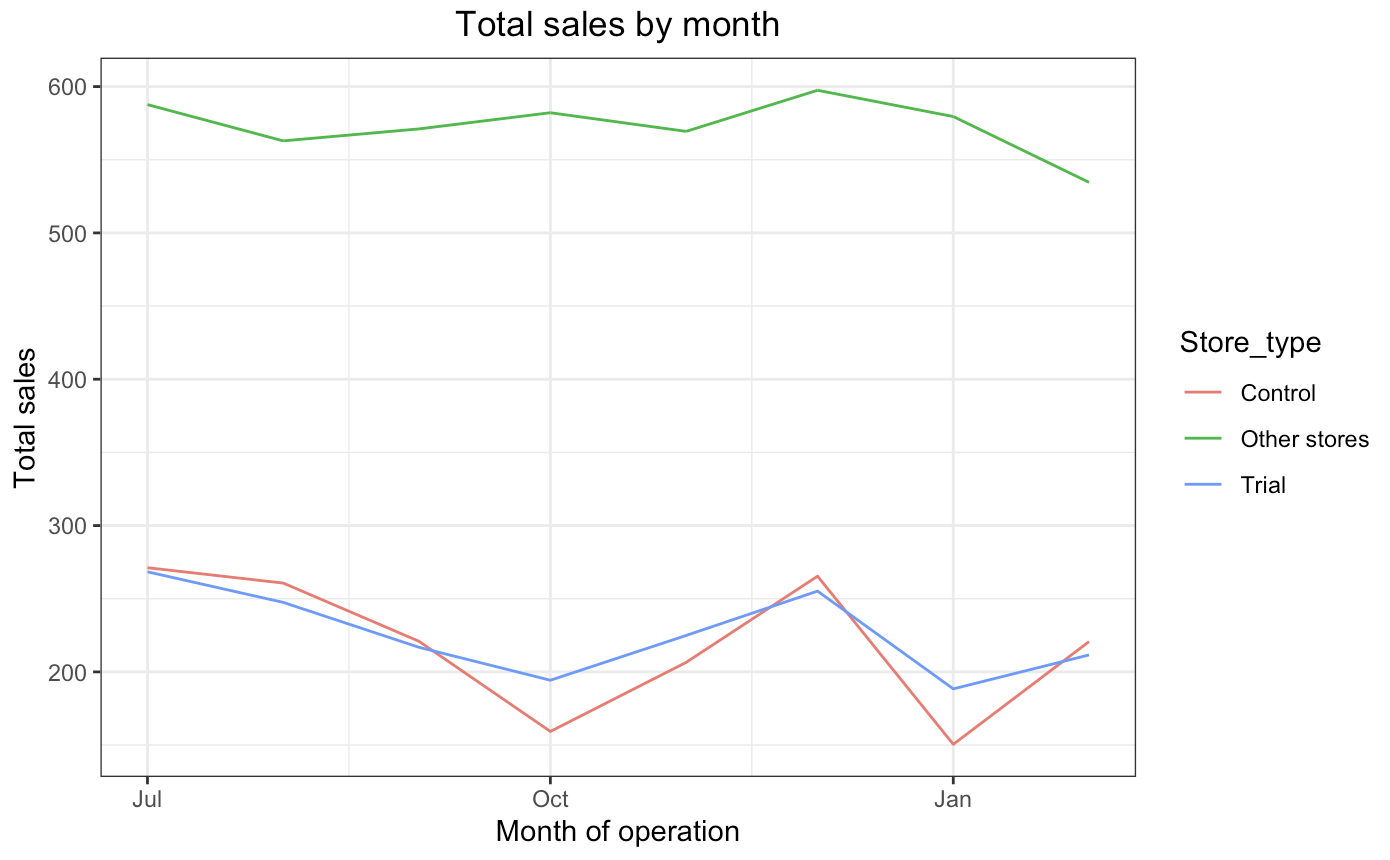 Total sales by month
600
500
400
300
200
Total sales
Jul
Oct
Jan
Month of operation
Store_type
Control
Other stores
Trial